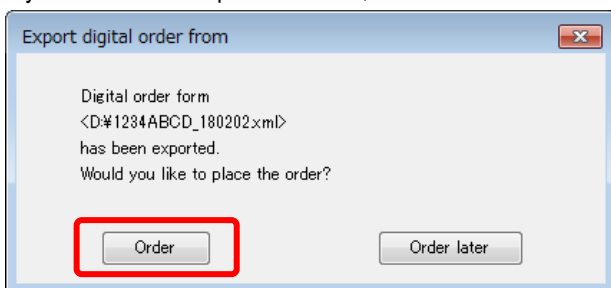 Export digital order from
Digital order form
<D:¥1234ABCD_180202.xml>
has been exported.
Would you like to place the order?
Order
Order later